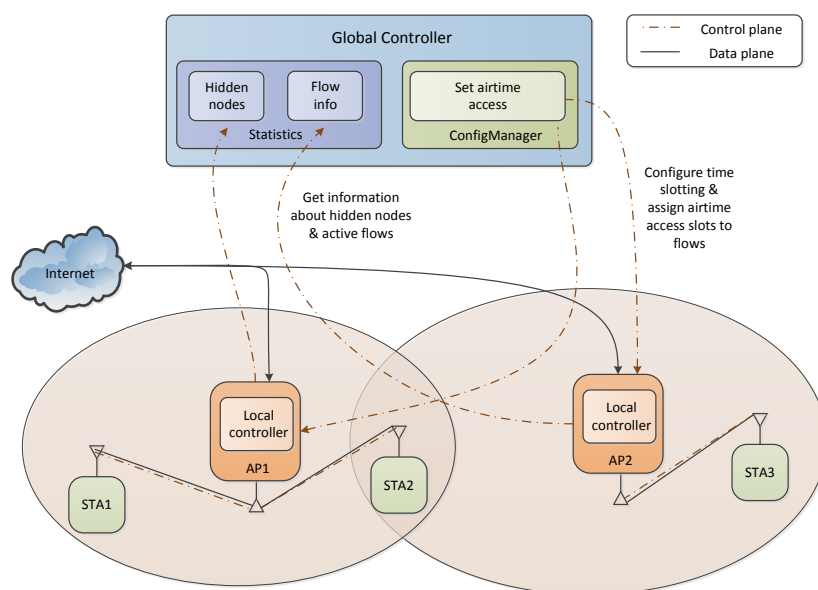 Global Controller
Hidden
nodes
Flow
info
Statistics
Set airtime
access
ConfigManager
Control plane
Data plane
Get information
about hidden nodes
& active flows
Configure time
slotting &
assign airtime
access slots to
flows
Internet
Local
controller
AP1
Local
controller
AP2
STA1
STA2
STA3